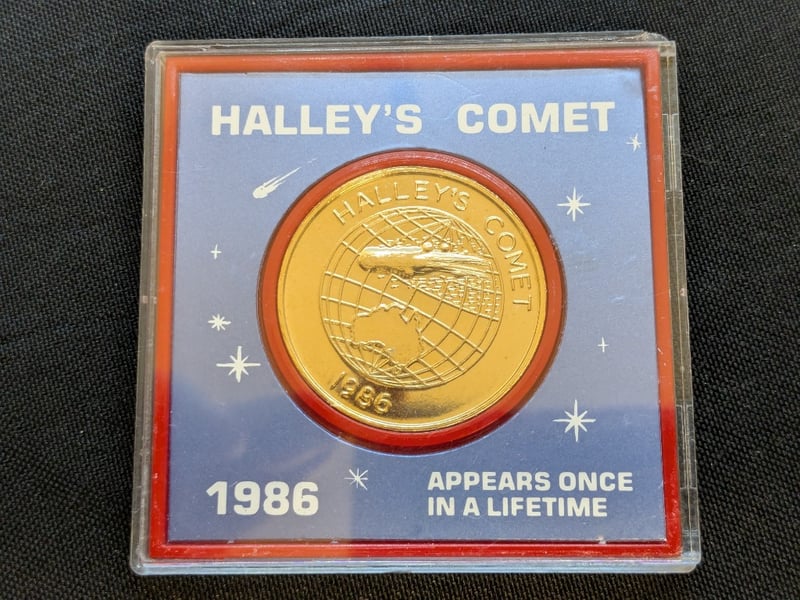 HALLEY'S COMET
HALLEY'S COMET
1986
1986
APPEARS ONCE
IN A LIFETIME